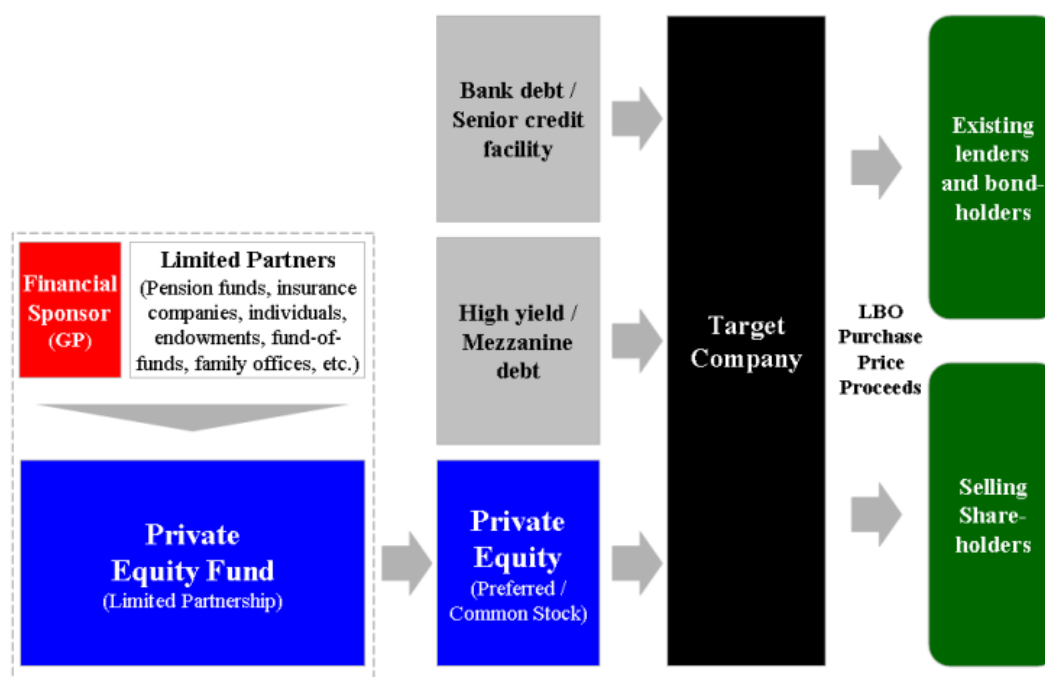 Bank debt /
Senior credit
facility
Existing
lenders
and bond-
holders
Financial
Sponsor
(GP)
Limited Partners
(Pension funds, insurance
companies, individuals,
endowments, fund-of-
funds, family offices, etc.)
High yield /
Mezzanine
debt
Target
Company
LBO
Purchase
Price
Proceeds
Private
Equity Fund
(Limited Partnership)
Private
Equity
(Preferred /
Common Stock)
Selling
Share-
holders